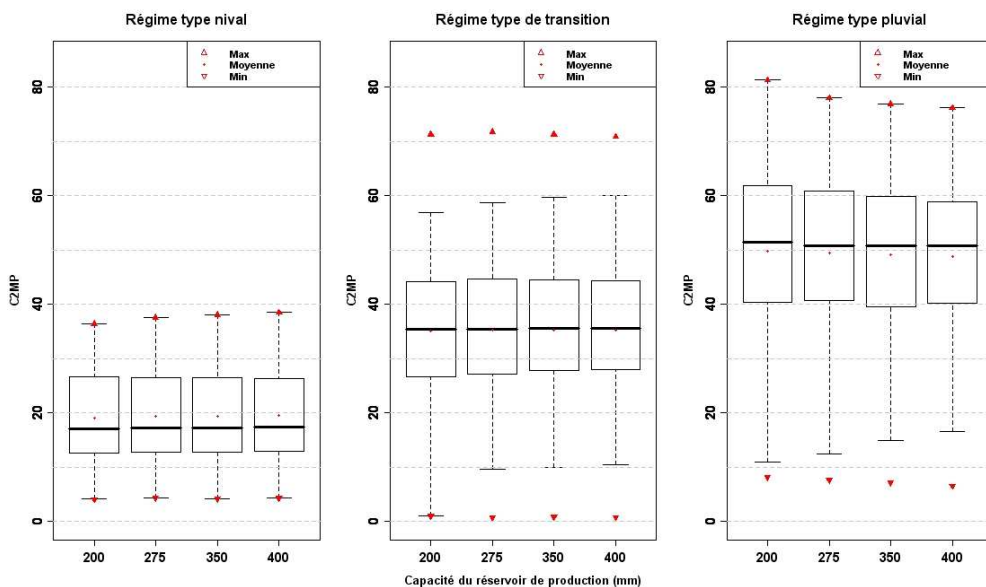 Régime type nival
Régime type de transition
Régime type pluvial
Max
Moyenne
Min
Max
Moyenne
Min
Max
Moyenne
Min
C2MP
80
60
40
20
0
C2MP
80
60
40
20
0
C2MP
80
60
40
20
0
200 275 350 400
200 275 350 400
200 275 350 400
Capacité du réservoir de production (mm)